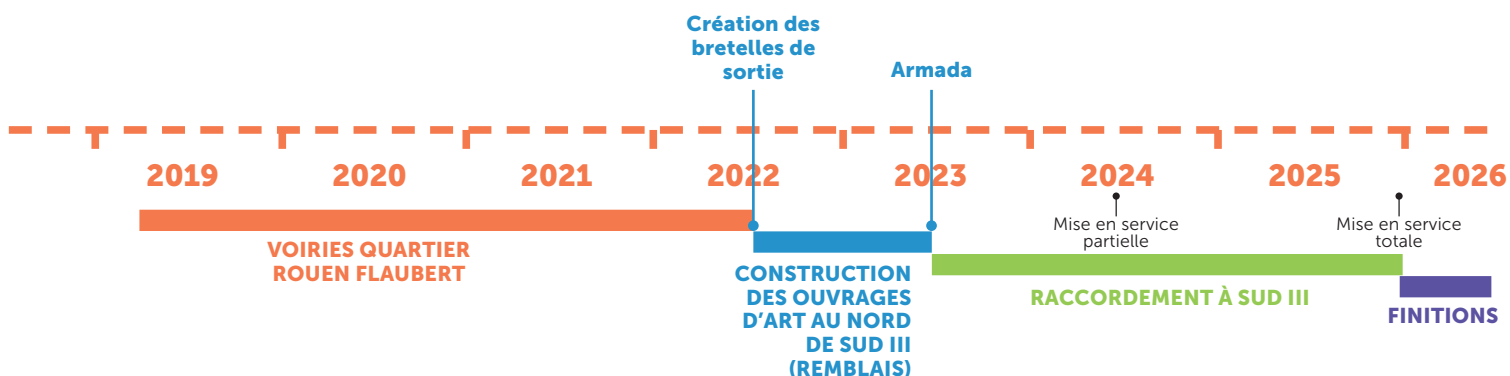 Création des
bretelles de
sortie
Armada
2019
2020
2021
2022
2023
2024
2025
2026
Mise en service
partielle
Mise en service
totale
VOIRIES QUARTIER
ROUEN FLAUBERT
CONSTRUCTION
DES OUVRAGES
D’ART AU NORD
DE SUD III
(REMBLAIS)
RACCORDEMENT À SUD III
FINITIONS